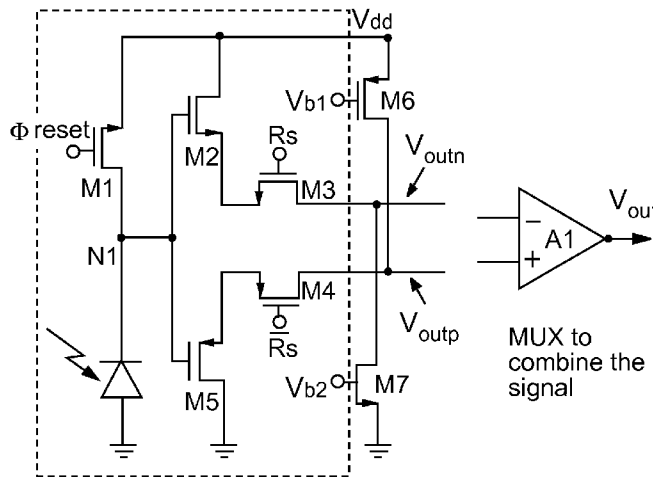 Vdd
Φ reset
M1
M2
Rs
M3
Vb1
M6
Voutn
Vout
A1
−
+
N1
M4
R̅s
Voutp
M5
Vb2
M7
MUX to
combine the
signal